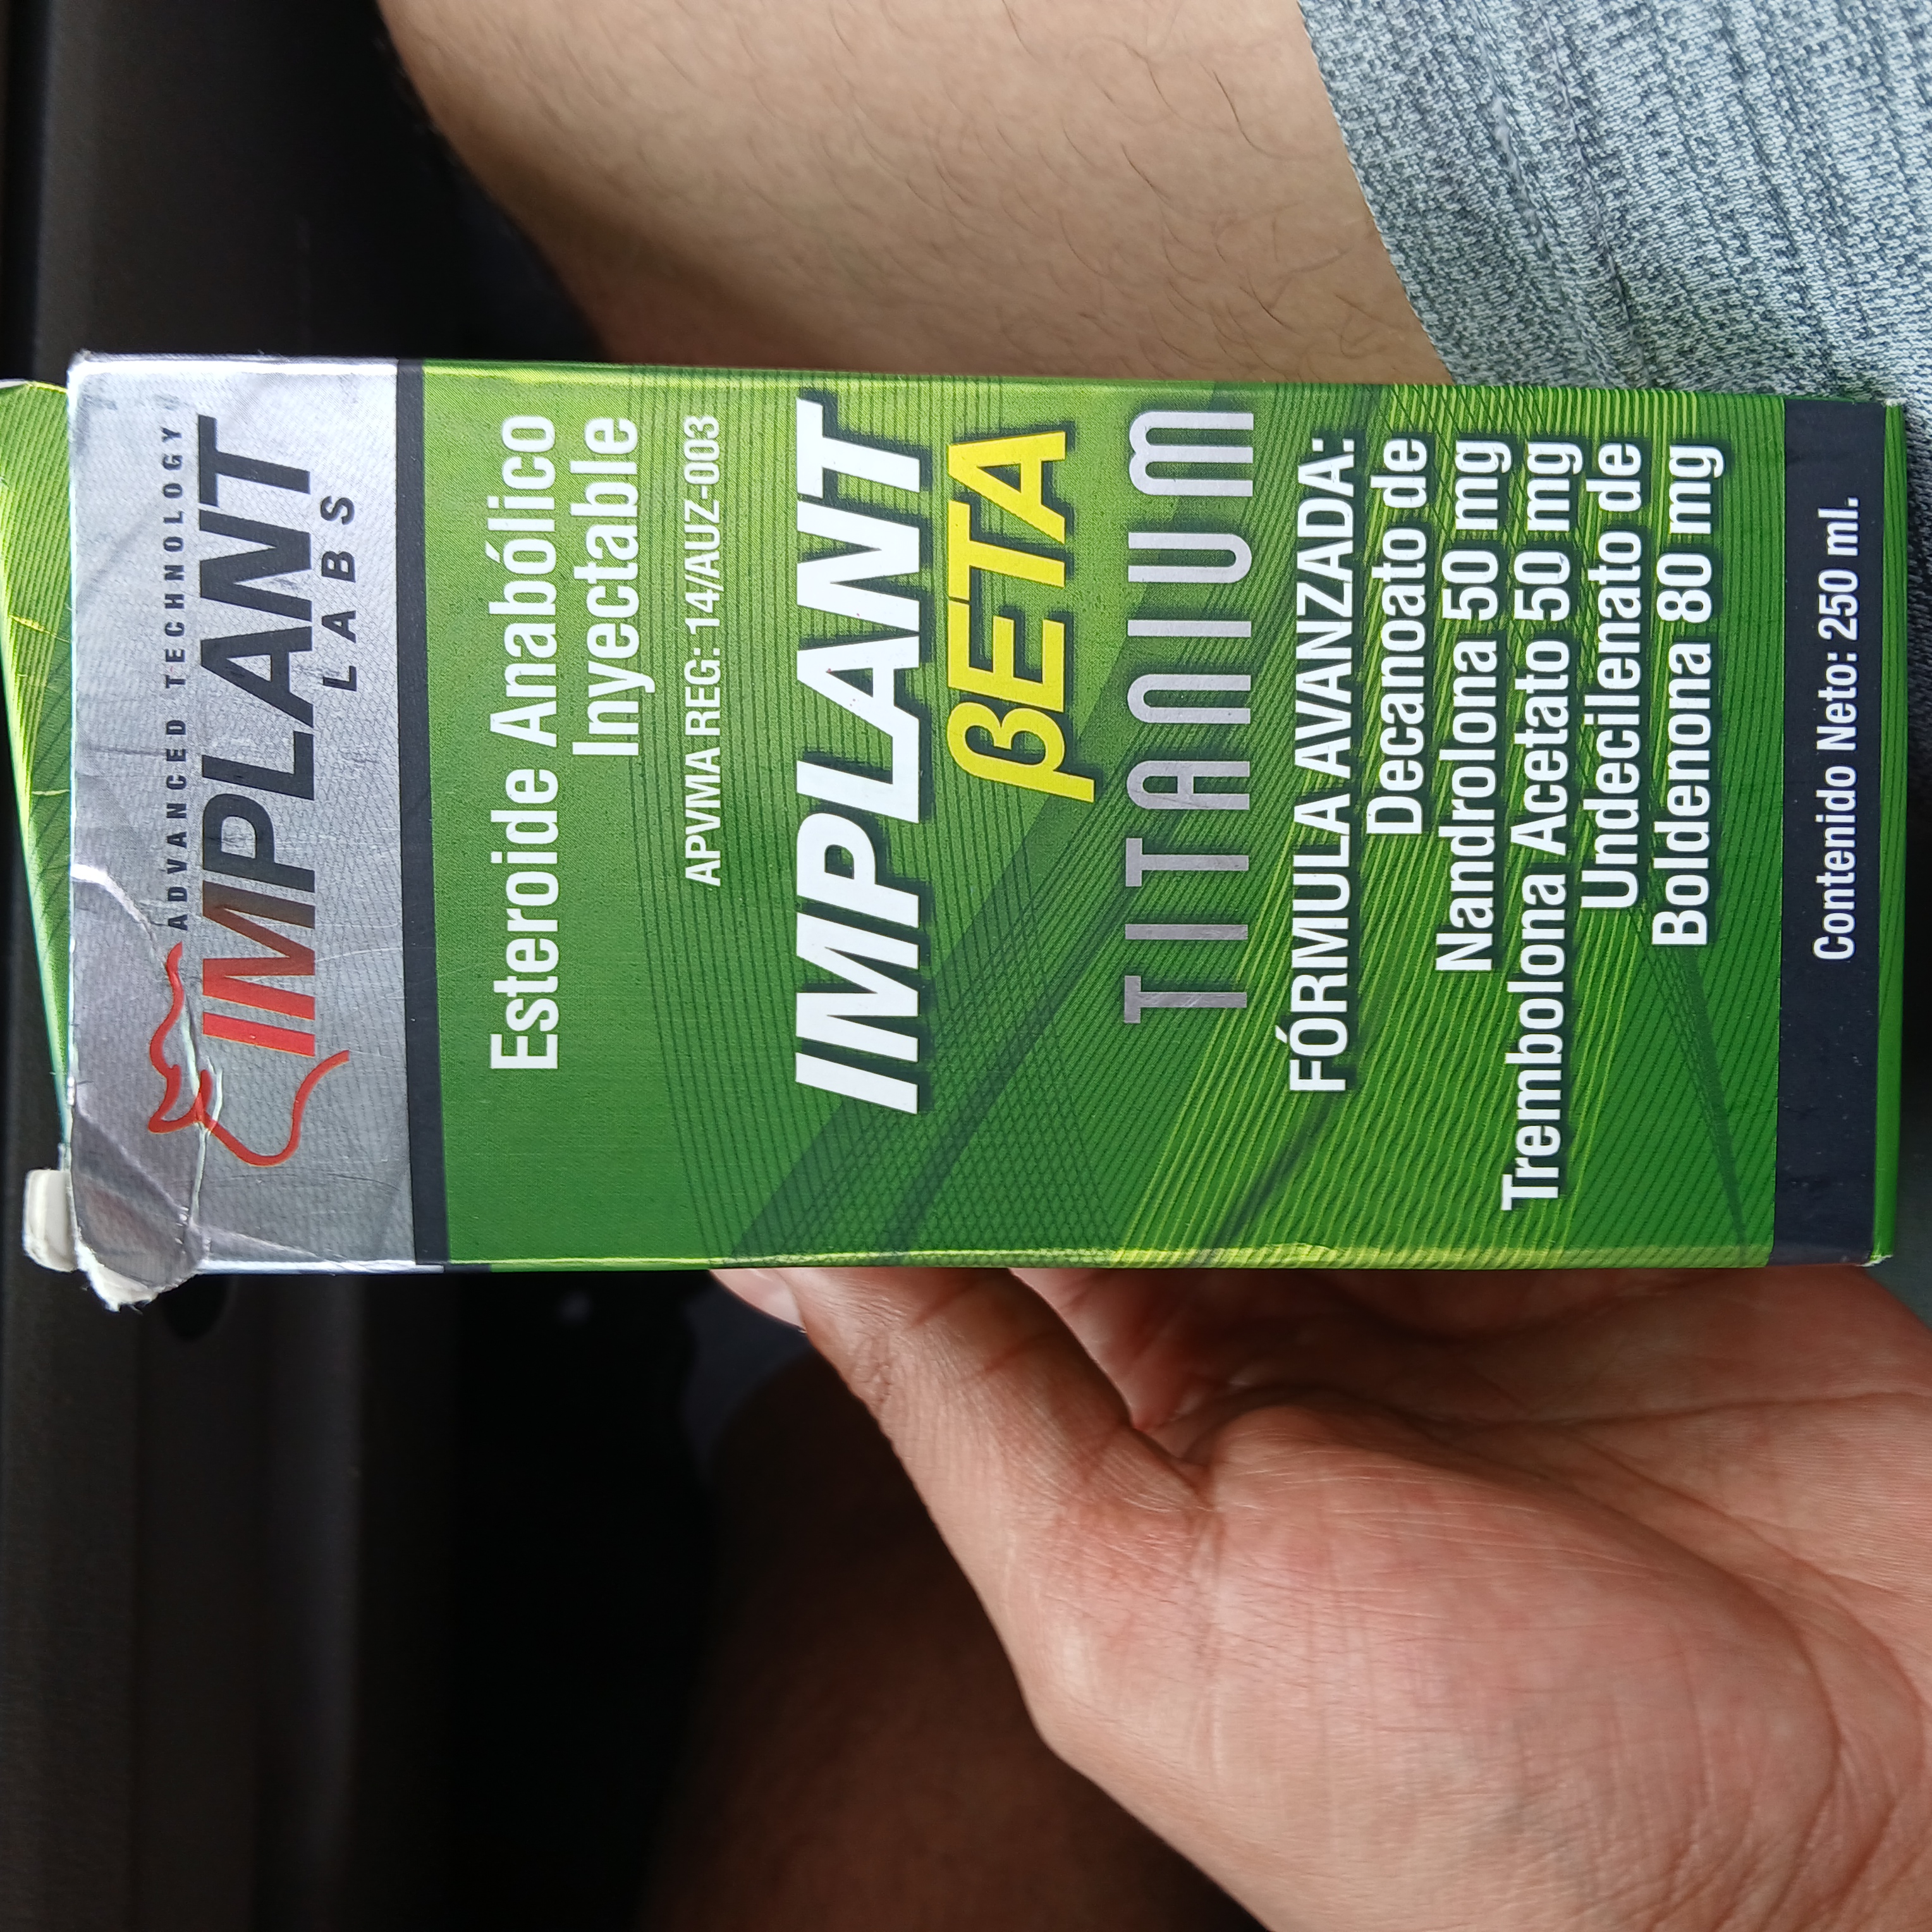 ADVANCED TECHNOLOGY
IMPLANT
LABS
Esteroide Anabólico
Inyectable
APVMA REG.: 14/AUZ-003
IMPLANT
βETA
TITANIUM
FÓRMULA AVANZADA:
Decanoato de
Nandrolona 50 mg
Trembolona Acetato 50 mg
Undecilenato de
Boldenona 80 mg
Contenido Neto: 250 ml.